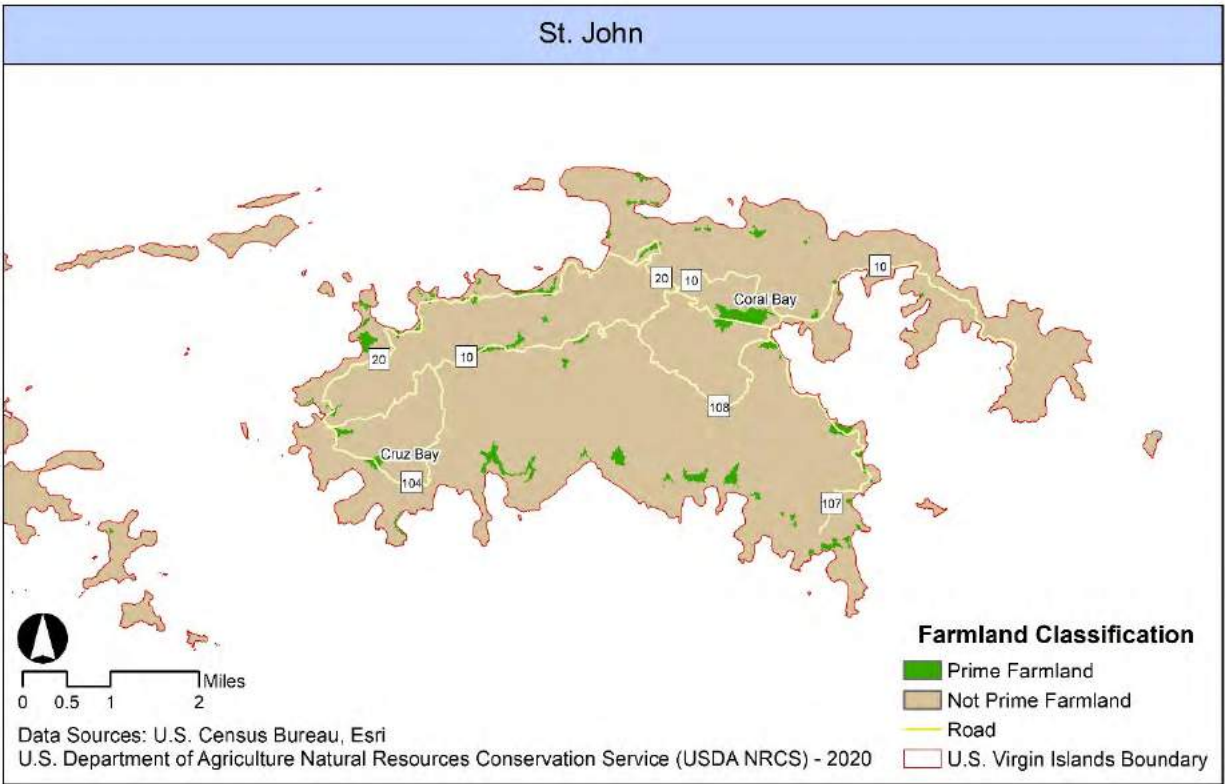 St. John
20
10
10
Coral Bay
20
10
108
Cruz Bay
104
107
Farmland Classification
Prime Farmland
Not Prime Farmland
Road
U.S. Virgin Islands Boundary
Miles
0 0.5 1 2
Data Sources: U.S. Census Bureau, Esri
U.S. Department of Agriculture Natural Resources Conservation Service (USDA NRCS) - 2020